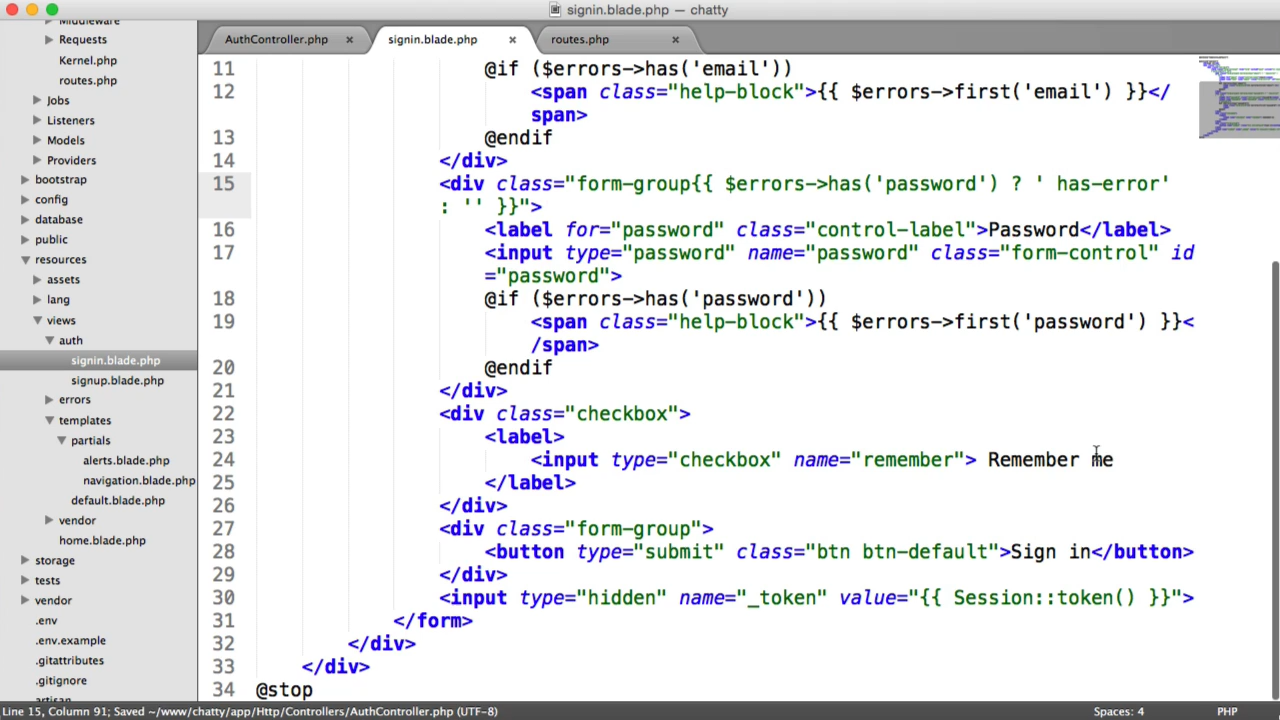 signin.blade.php — chatty
AuthController.php × signin.blade.php × routes.php ×
Middleware
Requests
Kernel.php
routes.php
Jobs
Listeners
Models
Providers
bootstrap
config
database
public
resources
assets
lang
views
auth
signin.blade.php
signup.blade.php
errors
templates
partials
alerts.blade.php
navigation.blade.php
default.blade.php
vendor
home.blade.php
storage
tests
vendor
.env
.env.example
.gitattributes
.gitignore
artisan
11 @if ($errors->has('email'))
12 <span class="help-block">{{ $errors->first('email') }}</
span>
13 @endif
14 </div>
15 <div class="form-group{{ $errors->has('password') ? ' has-error'
: '' }}">
16 <label for="password" class="control-label">Password</label>
17 <input type="password" name="password" class="form-control" id
="password">
18 @if ($errors->has('password'))
19 <span class="help-block">{{ $errors->first('password') }}<
/span>
20 @endif
21 </div>
22 <div class="checkbox">
23 <label>
24 <input type="checkbox" name="remember"> Remember me
25 </label>
26 </div>
27 <div class="form-group">
28 <button type="submit" class="btn btn-default">Sign in</button>
29 </div>
30 <input type="hidden" name="_token" value="{{ Session::token() }}">
31 </form>
32 </div>
33 </div>
34 @stop
Line 15, Column 91; Saved ~/www/chatty/app/Http/Controllers/AuthController.php (UTF-8) Spaces: 4 PHP